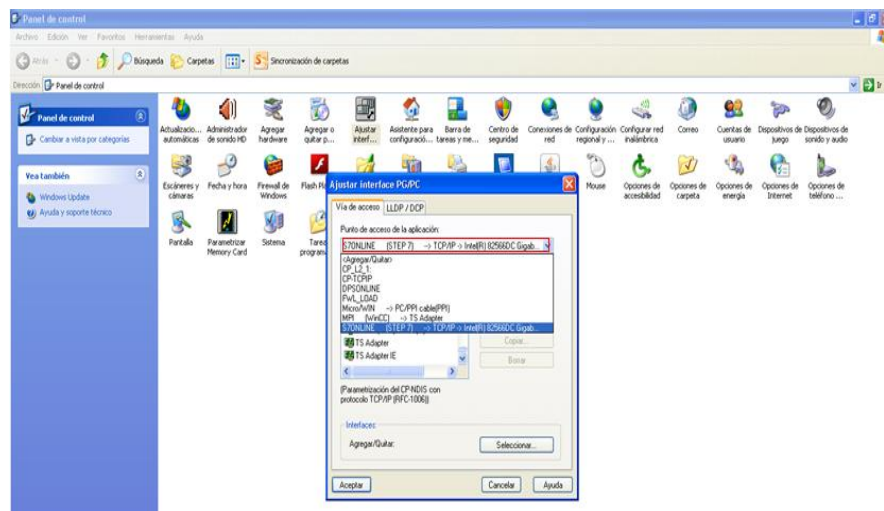 Panel de control
Archivo Edición Ver Favoritos Herramientas Ayuda
Atrás Búsqueda Carpetas Sincronización de carpetas
Dirección Panel de control
Panel de control
Cambiar a vista por categorías
Vea también
Windows Update
Ayuda y soporte técnico
Actualizacio... automáticas
Administrador de sonido HD
Agregar hardware
Agregar o quitar p...
Ajustar interf...
Asistente para configuració...
Barra de tareas y me...
Centro de seguridad
Conexiones de red
Configuración regional y ...
Configurar red inalámbrica
Correo
Cuentas de usuario
Dispositivos de juego
Dispositivos de sonido y audio
Escáneres y cámaras
Fecha y hora
Firewall de Windows
Flash Pl
Mouse
Opciones de accesibilidad
Opciones de carpeta
Opciones de energía
Opciones de Internet
Opciones de teléfono ...
Pantalla
Parametrizar Memory Card
Sistema
Tarea
program
Ajustar interface PG/PC
Vía de acceso LLDP / DCP
Punto de acceso de la aplicación:
S7ONLINE (STEP 7) -> TCP/IP -> Intel(R) 82566DC Gigab...
<Agregar/Quitar>
CP_L2_1:
CP-TCPIP
DPSONLINE
FWL_LOAD
Micro/WIN -> PC/PPI cable(PPI)
MPI (WinCC) -> TS Adapter
S7ONLINE (STEP 7) -> TCP/IP -> Intel(R) 82566DC Gigab...
TS Adapter
TS Adapter IE
Copiar...
Borrar
(Parametrización del CP-NDIS con
protocolo TCP/IP (RFC-1006))
Interfaces
Agregar/Quitar:
Seleccionar...
Aceptar Cancelar Ayuda